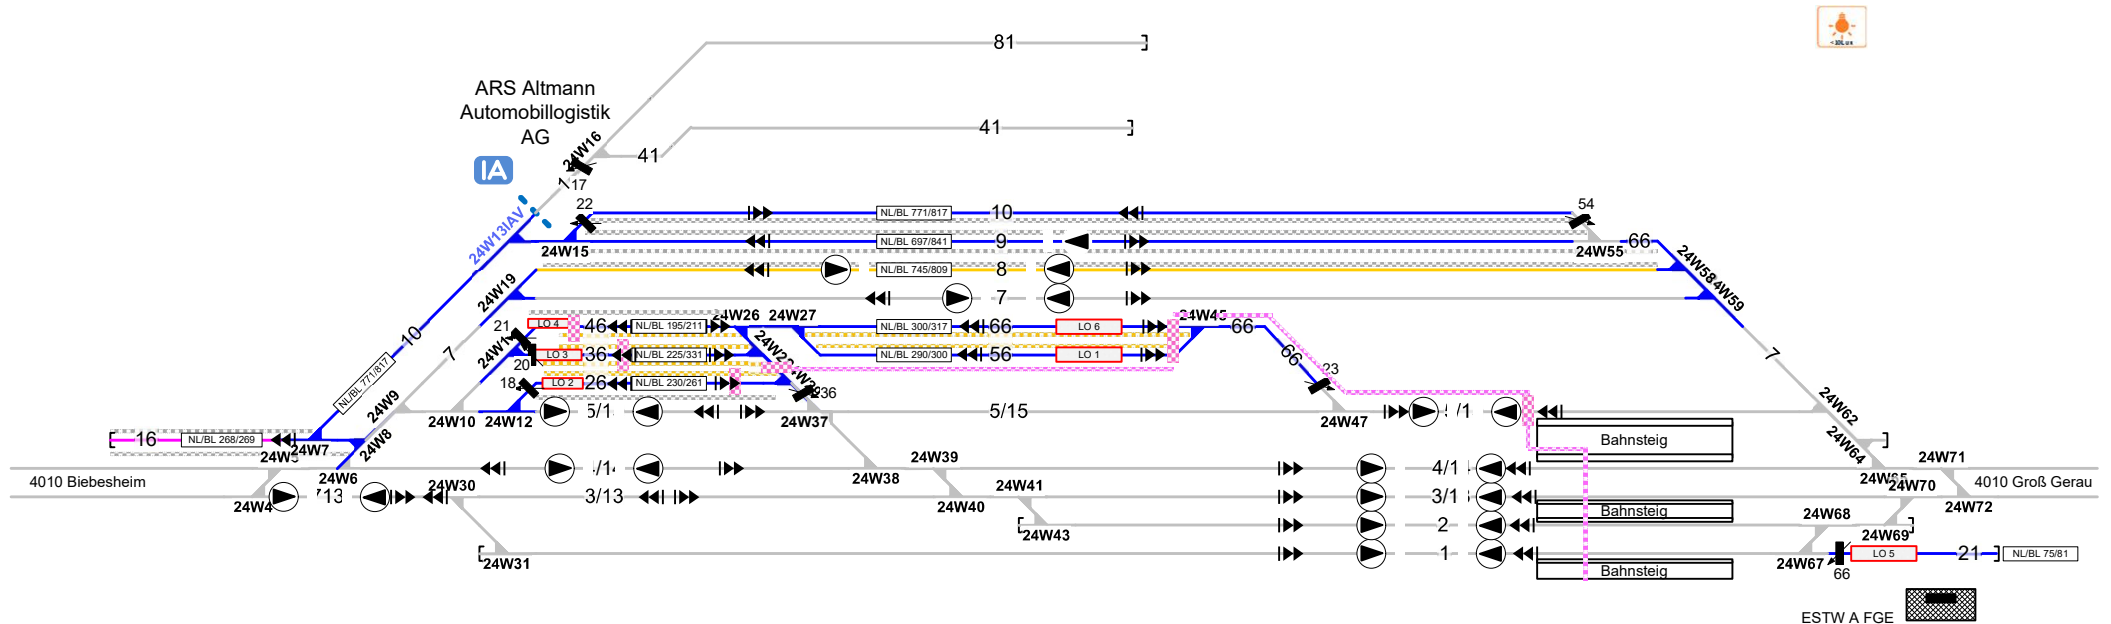 81
ARS Altmann
Automobillogistik
AG
41
24W16
41
IA
1
17
22
54
10
NL/BL 771/817
24W13IAV
24W15
NL/BL 697/841
9
66
24W55
24W58
24W59
24W19
NL/BL 745/809
8
7
10
21
LO 4
46
NL/BL 195/211
24W26
24W27
NL/BL 300/317
66
LO 6
66
7
20
LO 3
36
NL/BL 225/331
NL/BL 290/300
56
LO 1
66
7
NL/BL 771/817
18
LO 2
26
NL/BL 230/261
36
23
24W9
24W10
24W12
5/1
24W37
5/15
24W47
24W62
24W8
16
NL/BL 268/269
24W7
Bahnsteig
24W64
4010 Biebesheim
24W6
24W38
24W39
4/1
24W71
4010 Groß Gerau
24W4
24W30
3/13
24W40
24W41
3/1
Bahnsteig
24W70
24W72
24W43
2
24W68
24W69
24W31
1
Bahnsteig
24W67
66
LO 5
21
NL/BL 75/81
ESTW A FGE